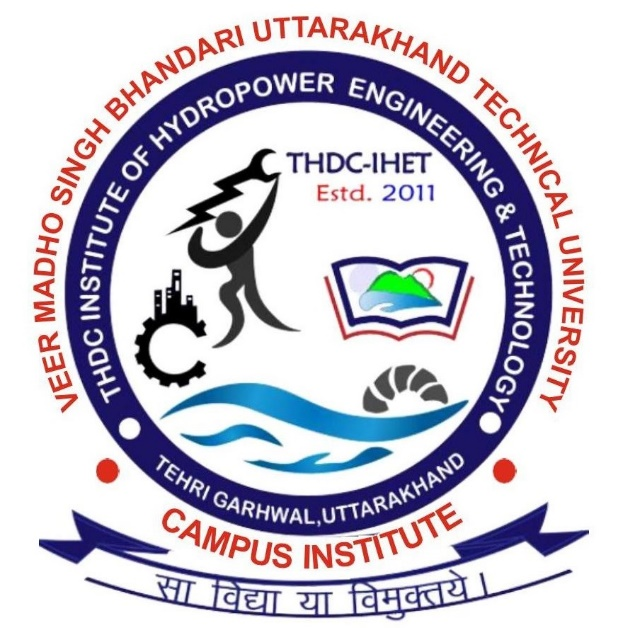 VEER MADHO SINGH BHANDARI UTTARAKHAND TECHNICAL UNIVERSITY
THDC INSTITUTE OF HYDROPOWER ENGINEERING & TECHNOLOGY
THDC-IHET
Estd. 2011
TEHRI GARHWAL,UTTARAKHAND
CAMPUS INSTITUTE
सा विद्या या विमुक्तये।